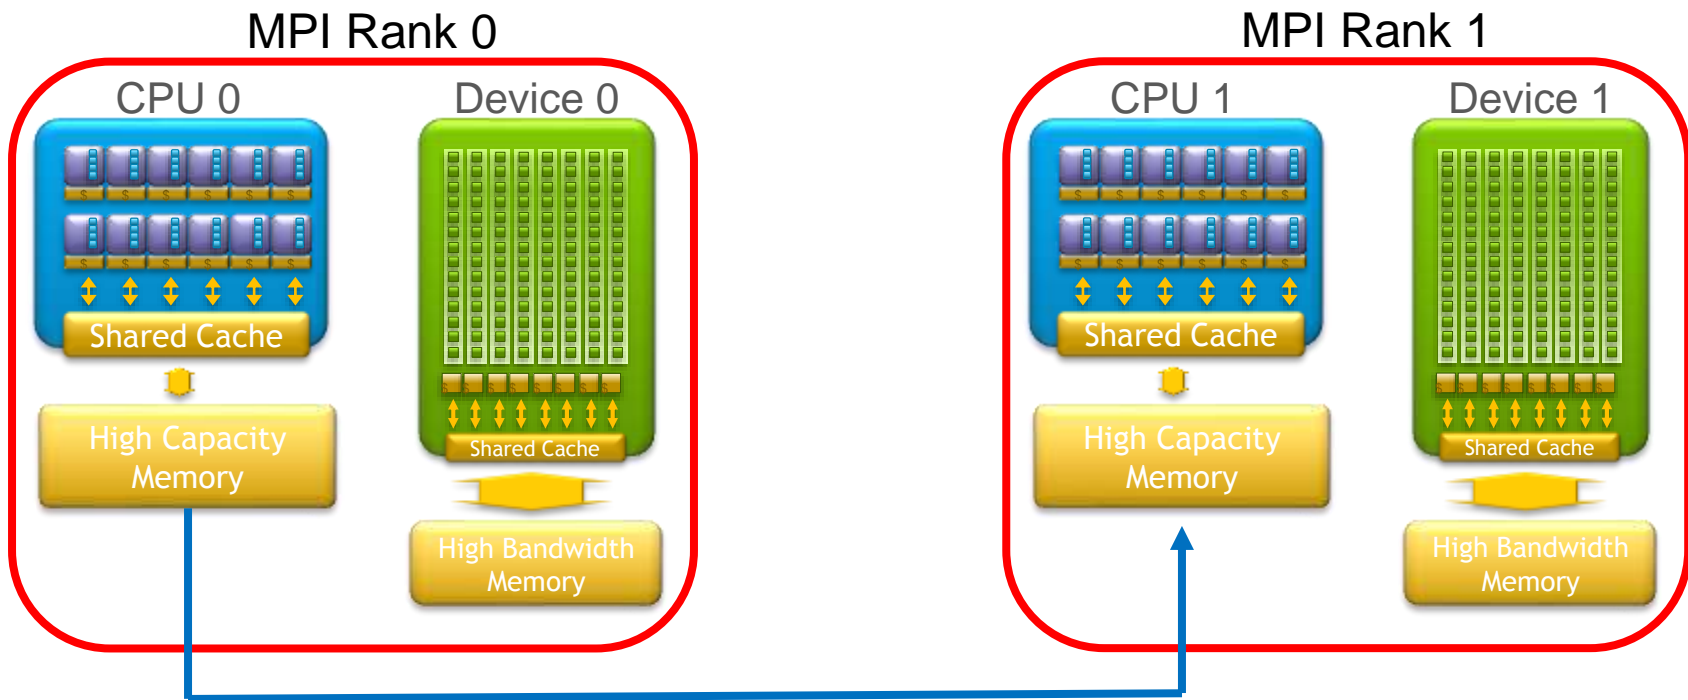 MPI Rank 0
MPI Rank 1
CPU 0
Device 0
CPU 1
Device 1
$ $ $ $ $ $
$ $ $ $ $ $
$ $ $ $ $ $
$ $ $ $ $ $
Shared Cache
Shared Cache
$ $ $ $ $ $ $ $
$ $ $ $ $ $ $ $
High Capacity
Memory
Shared Cache
High Capacity
Memory
Shared Cache
High Bandwidth
Memory
High Bandwidth
Memory